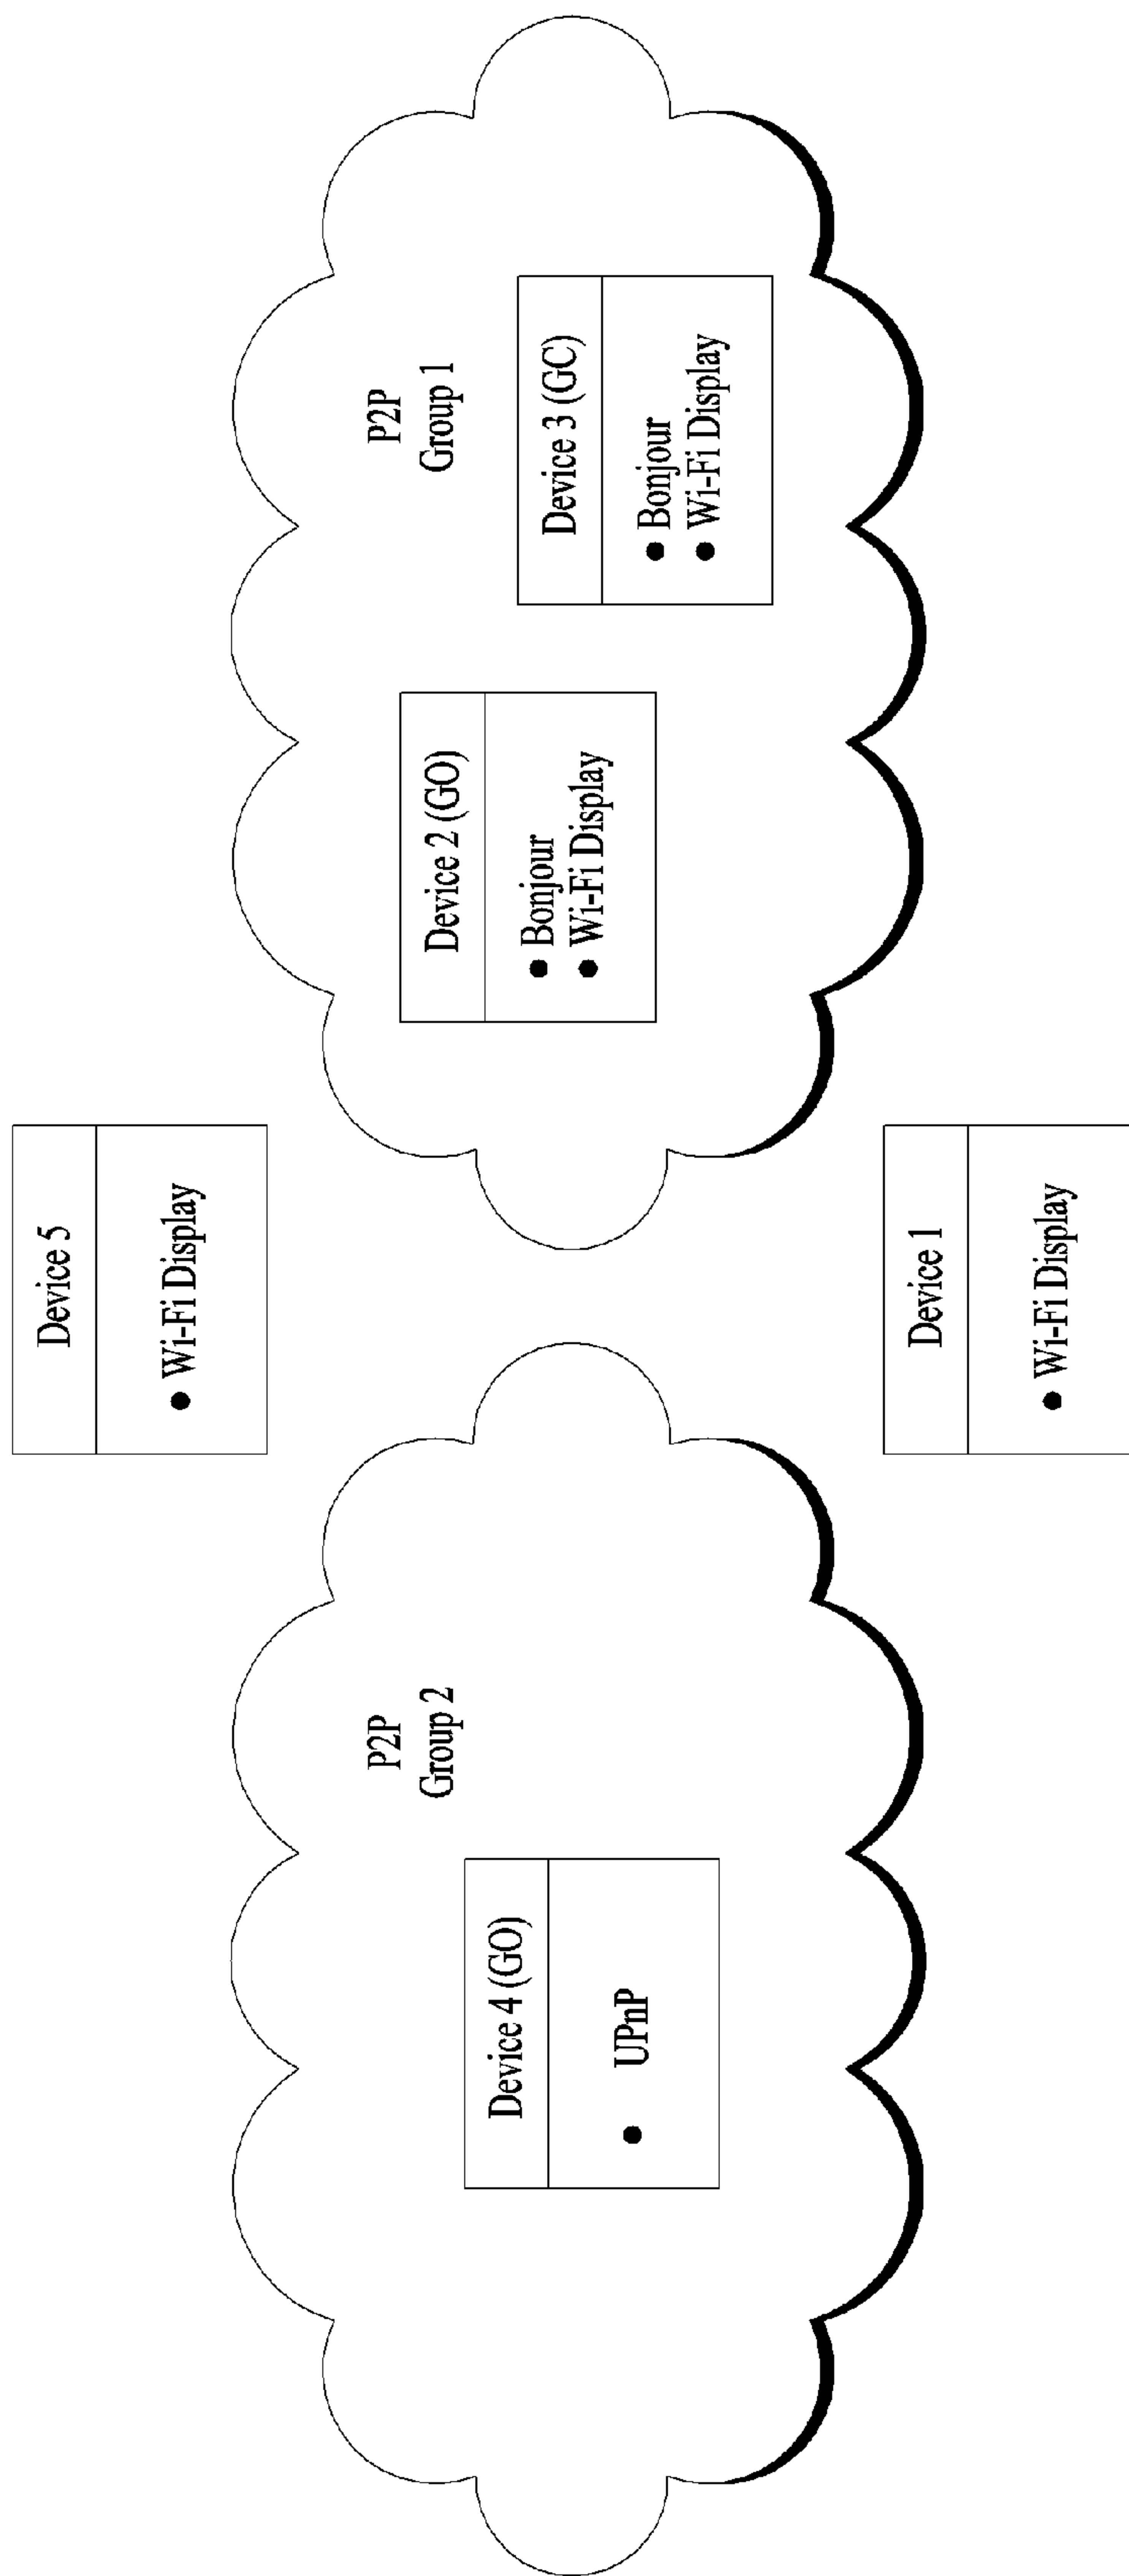 Device 5
● Wi-Fi Display
P2P
Group 2
Device 4 (GO)
● UPnP
P2P
Group 1
Device 2 (GO)
● Bonjour
● Wi-Fi Display
Device 3 (GC)
● Bonjour
● Wi-Fi Display
Device 1
● Wi-Fi Display